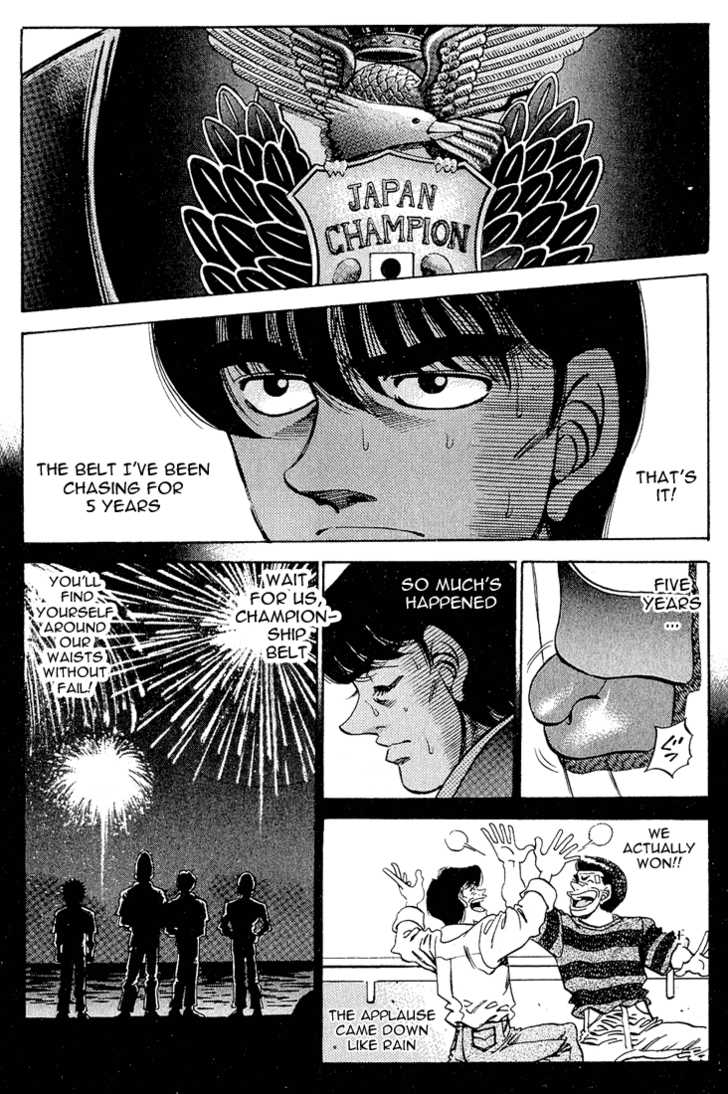 JAPAN
CHAMPION
THAT'S
IT!
THE BELT I'VE BEEN
CHASING FOR
5 YEARS
FIVE
YEARS
...
グッ
SO MUCH'S
HAPPENED
WAIT
FOR US,
CHAMPION-
SHIP
BELT
YOU'LL
FIND
YOURSELF
AROUND
OUR
WAISTS
WITHOUT
FAIL!
WE
ACTUALLY
WON!!
THE APPLAUSE
CAME DOWN
LIKE RAIN